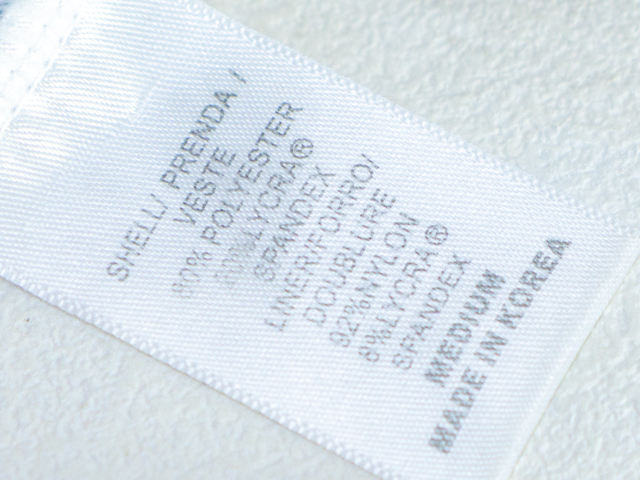 SHELL/ PRENDA /
VESTE
80% POLYESTER
20% LYCRA®
SPANDEX
LINER/FORRO/
DOUBLURE
92%NYLON
8%LYCRA®
SPANDEX
MEDIUM
MADE IN KOREA